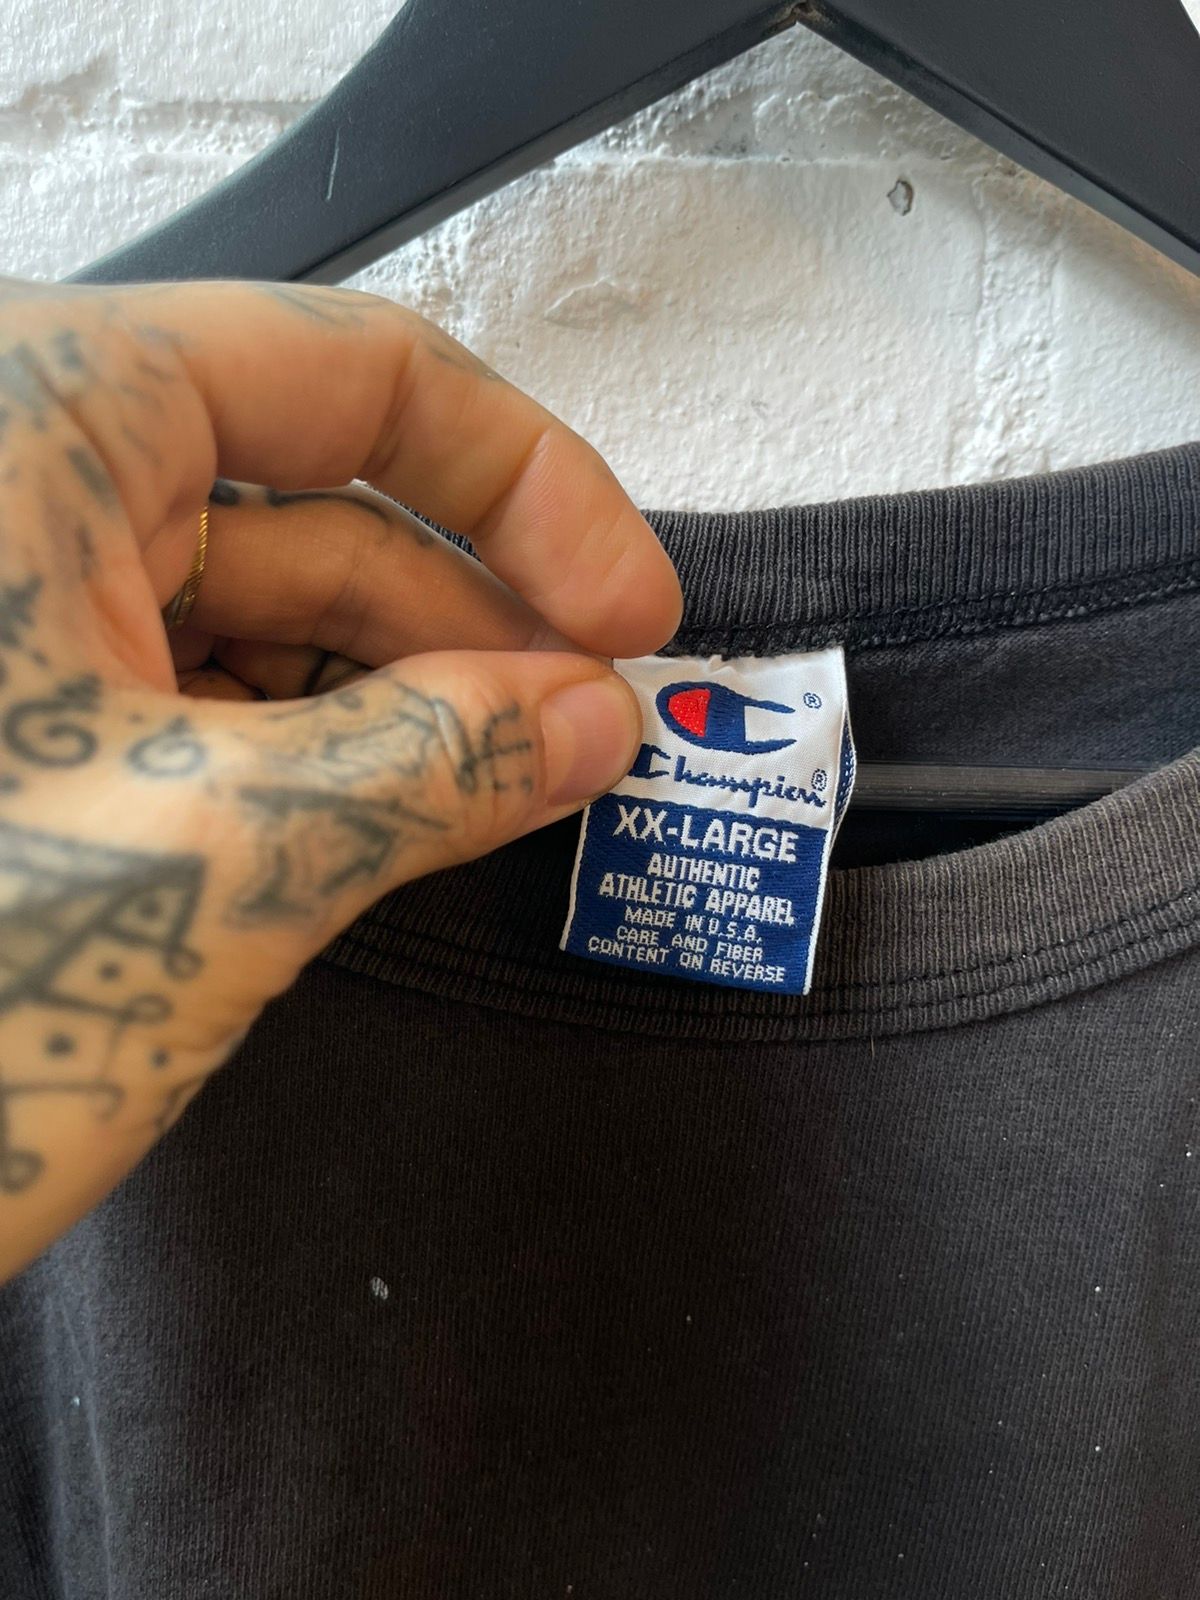 Champion®
XX-LARGE
AUTHENTIC
ATHLETIC APPAREL
MADE IN U.S.A.
CARE AND FIBER
CONTENT ON REVERSE